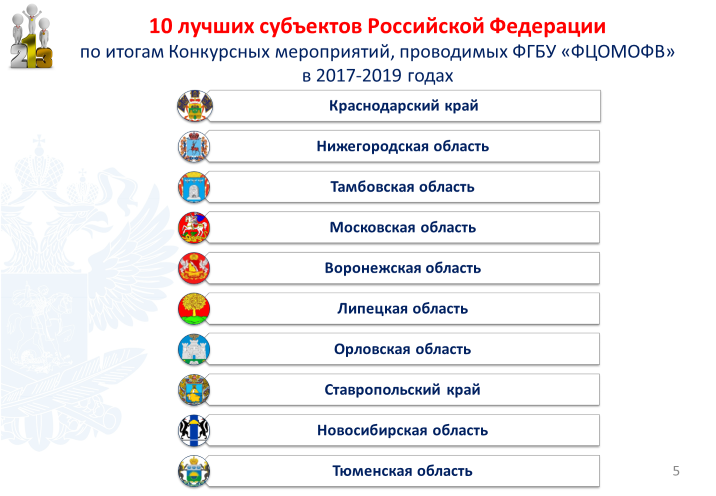 10 лучших субъектов Российской Федерации
по итогам Конкурсных мероприятий, проводимых ФГБУ «ФЦОМОФВ»
в 2017-2019 годах
Краснодарский край
Нижегородская область
Тамбовская область
Московская область
Воронежская область
Липецкая область
Орловская область
Ставропольский край
Новосибирская область
Тюменская область
5